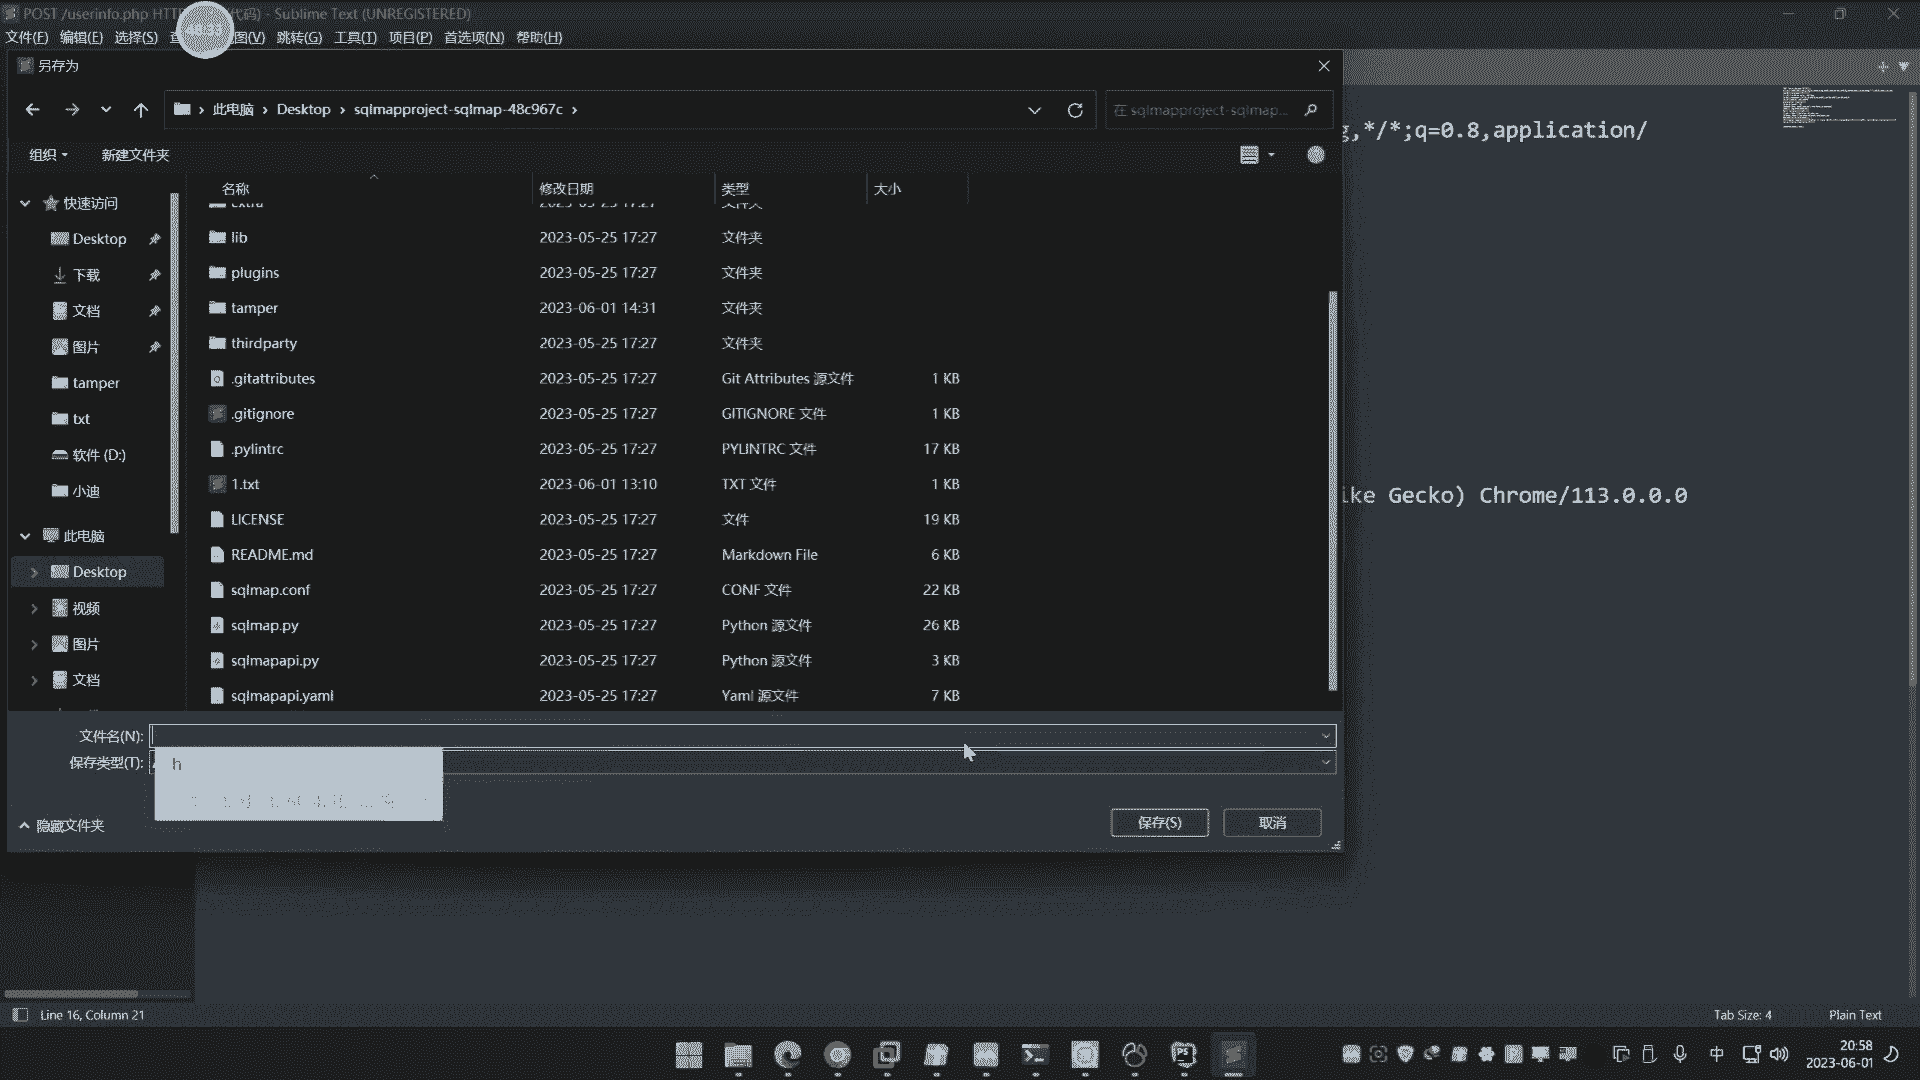 POST /userinfo.php HTT 代码) - Sublime Text (UNREGISTERED)
文件(F) 编辑(E) 选择(S) 查 图(V) 跳转(G) 工具(T) 项目(P) 首选项(N) 帮助(H)
另存为
此电脑 › Desktop › sqlmapproject-sqlmap-48c967c ›
在 sqlmapproject-sqlmap...
,*/*;q=0.8,application/
组织 新建文件夹
名称 修改日期 类型 大小
快速访问
Desktop
下载
文档
图片
tamper
txt
软件 (D:)
小迪
此电脑
Desktop
视频
图片
文档
extra 2023-05-25 17:27 文件夹
lib 2023-05-25 17:27 文件夹
plugins 2023-05-25 17:27 文件夹
tamper 2023-06-01 14:31 文件夹
thirdparty 2023-05-25 17:27 文件夹
.gitattributes 2023-05-25 17:27 Git Attributes 源文件 1 KB
.gitignore 2023-05-25 17:27 GITIGNORE 文件 1 KB
.pylintrc 2023-05-25 17:27 PYLINTRC 文件 17 KB
1.txt 2023-06-01 13:10 TXT 文件 1 KB
LICENSE 2023-05-25 17:27 文件 19 KB
README.md 2023-05-25 17:27 Markdown File 6 KB
sqlmap.conf 2023-05-25 17:27 CONF 文件 22 KB
sqlmap.py 2023-05-25 17:27 Python 源文件 26 KB
sqlmapapi.py 2023-05-25 17:27 Python 源文件 3 KB
sqlmapapi.yaml 2023-05-25 17:27 Yaml 源文件 7 KB
ike Gecko) Chrome/113.0.0.0
文件名(N):
保存类型(T):
h
隐藏文件夹
保存(S) 取消
Line 16, Column 21
Tab Size: 4 Plain Text
中
20:58
2023-06-01